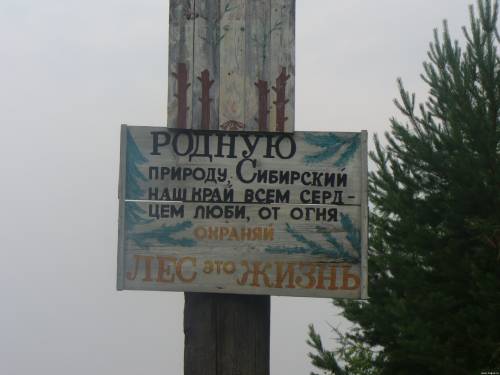 РОДНУЮ
ПРИРОДУ, СИБИРСКИЙ
НАШ КРАЙ ВСЕМ СЕРД-
ЦЕМ ЛЮБИ, ОТ ОГНЯ
ОХРАНЯЙ
ЛЕС ЭТО ЖИЗНЬ